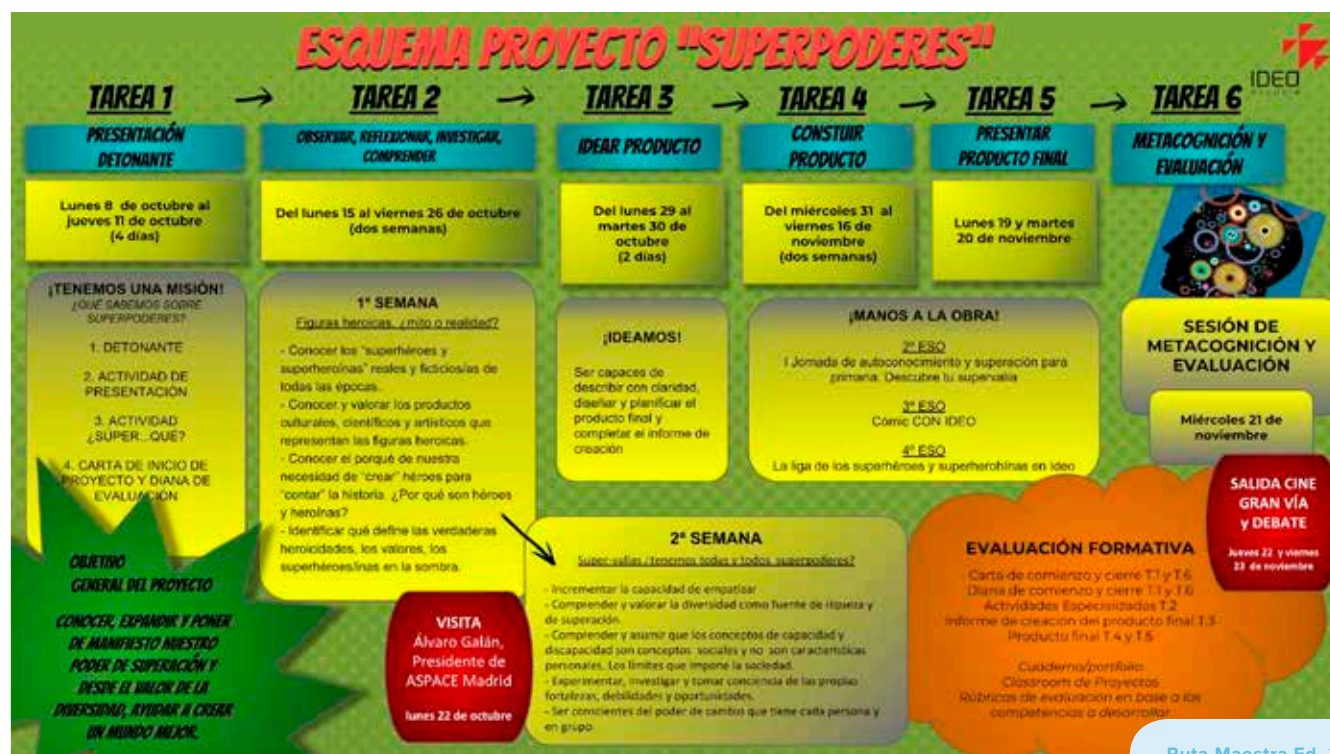 ESQUEMA PROYECTO "SUPERPODERES"
IDEO
TAREA 1 → TAREA 2 → TAREA 3 → TAREA 4 → TAREA 5 → TAREA 6
PRESENTACIÓN
DETONANTE
Lunes 8 de octubre al
jueves 11 de octubre
(4 días)
¡TENEMOS UNA MISIÓN!
¿QUÉ SABEMOS SOBRE
SUPERPODERES?
1. DETONANTE
2. ACTIVIDAD DE
PRESENTACIÓN
3. ACTIVIDAD
¿SUPER...QUÉ?
4. CARTA DE INICIO DE
PROYECTO Y DIANA DE
EVALUACIÓN
OBJETIVO
GENERAL DEL PROYECTO
CONOCER, EXPANDIR Y PONER
DE MANIFIESTO NUESTRO
PODER DE SUPERACIÓN Y
DESDE EL VALOR DE LA
DIVERSIDAD, AYUDAR A CREAR
UN MUNDO MEJOR.
OBSERVAR, REFLEXIONAR, INVESTIGAR,
COMPRENDER
Del lunes 15 al viernes 26 de octubre
(dos semanas)
1ª SEMANA
Figuras heroicas, ¿mito o realidad?
- Conocer los "superhéroes y
superheroínas" reales y ficticios/as de
todas las épocas.
- Conocer y valorar los productos
culturales, científicos y artísticos que
representan las figuras heroicas.
- Conocer el porqué de nuestra
necesidad de "crear" héroes para
"contar" la historia. ¿Por qué son héroes
y heroínas?
- Identificar qué define las verdaderas
heroicidades, los valores, los
superhéroes/ínas en la sombra.
VISITA
Álvaro Galán,
Presidente de
ASPACE Madrid
lunes 22 de octubre
2ª SEMANA
Super-valías ¿tenemos todas y todos superpoderes?
- Incrementar la capacidad de empatizar
- Comprender y valorar la diversidad como fuente de riqueza y
de superación.
- Comprender y asumir que los conceptos de capacidad y
discapacidad son conceptos sociales y no son características
personales. Los límites que impone la sociedad.
- Experimentar, investigar y tomar conciencia de las propias
fortalezas, debilidades y oportunidades.
- Ser conscientes del poder de cambio que tiene cada persona y
en grupo
IDEAR PRODUCTO
Del lunes 29 al
martes 30 de
octubre
(2 días)
¡IDEAMOS!
Ser capaces de
describir con claridad,
diseñar y planificar el
producto final y
completar el informe de
creación
CONSTUIR
PRODUCTO
Del miércoles 31 al
viernes 16 de
noviembre
(dos semanas)
¡MANOS A LA OBRA!
2º ESO
I Jornada de autoconocimiento y superación para
primaria: Descubre tu supervalía
3º ESO
Cómic CON IDEO
4º ESO
La liga de los superhéroes y superherohínas en Ideo
PRESENTAR
PRODUCTO FINAL
Lunes 19 y martes
20 de noviembre
METACOGNICIÓN Y
EVALUACIÓN
SESIÓN DE
METACOGNICIÓN Y
EVALUACIÓN
Miércoles 21 de
noviembre
SALIDA CINE
GRAN VÍA
y DEBATE
Jueves 22 y viernes
23 de noviembre
EVALUACIÓN FORMATIVA
Carta de comienzo y cierre T.1 y T.6
Diana de comienzo y cierre T.1 y T.6
Actividades Especializadas T.2
Informe de creación del producto final T.3
Producto final T.4 y T.5
Cuaderno/portfolio
Classroom de Proyectos
Rúbricas de evaluación en base a las
competencias a desarrollar
Ruta Maestra Ed.